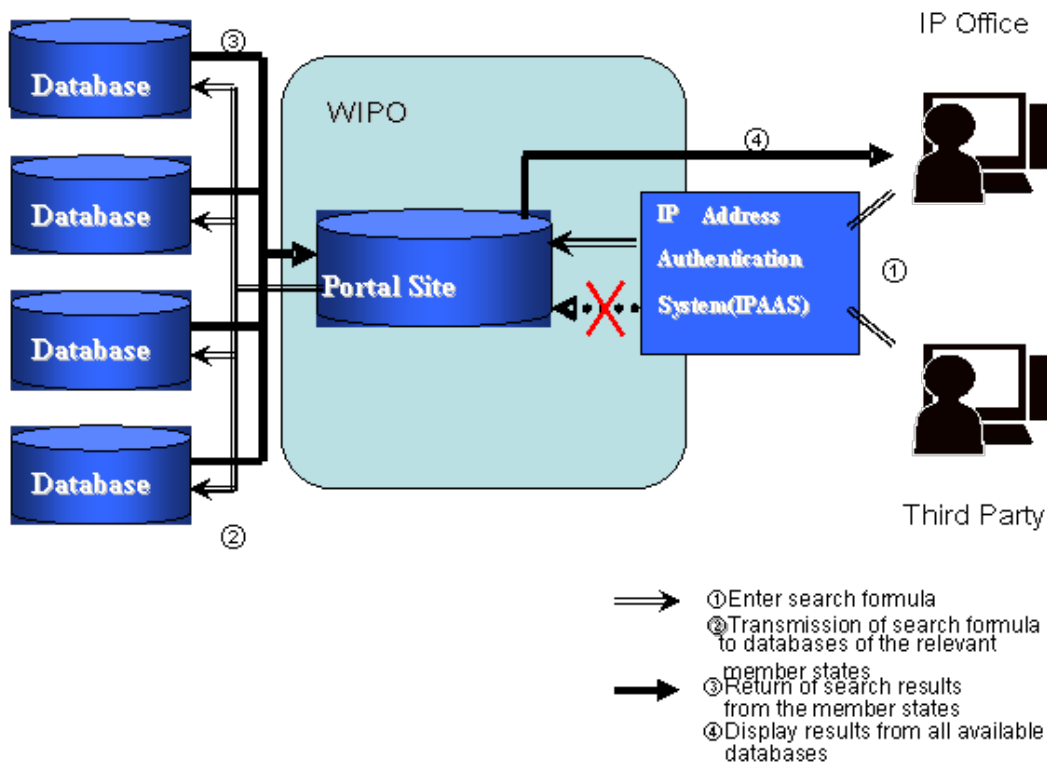 IP Office
③
Database
WIPO
④
Database
IP Address
Authentication
System(IPAAS)
①
Portal Site
Database
Database
②
Third Party
①Enter search formula
②Transmission of search formula
to databases of the relevant
member states
③Return of search results
from the member states
④Display results from all available
databases